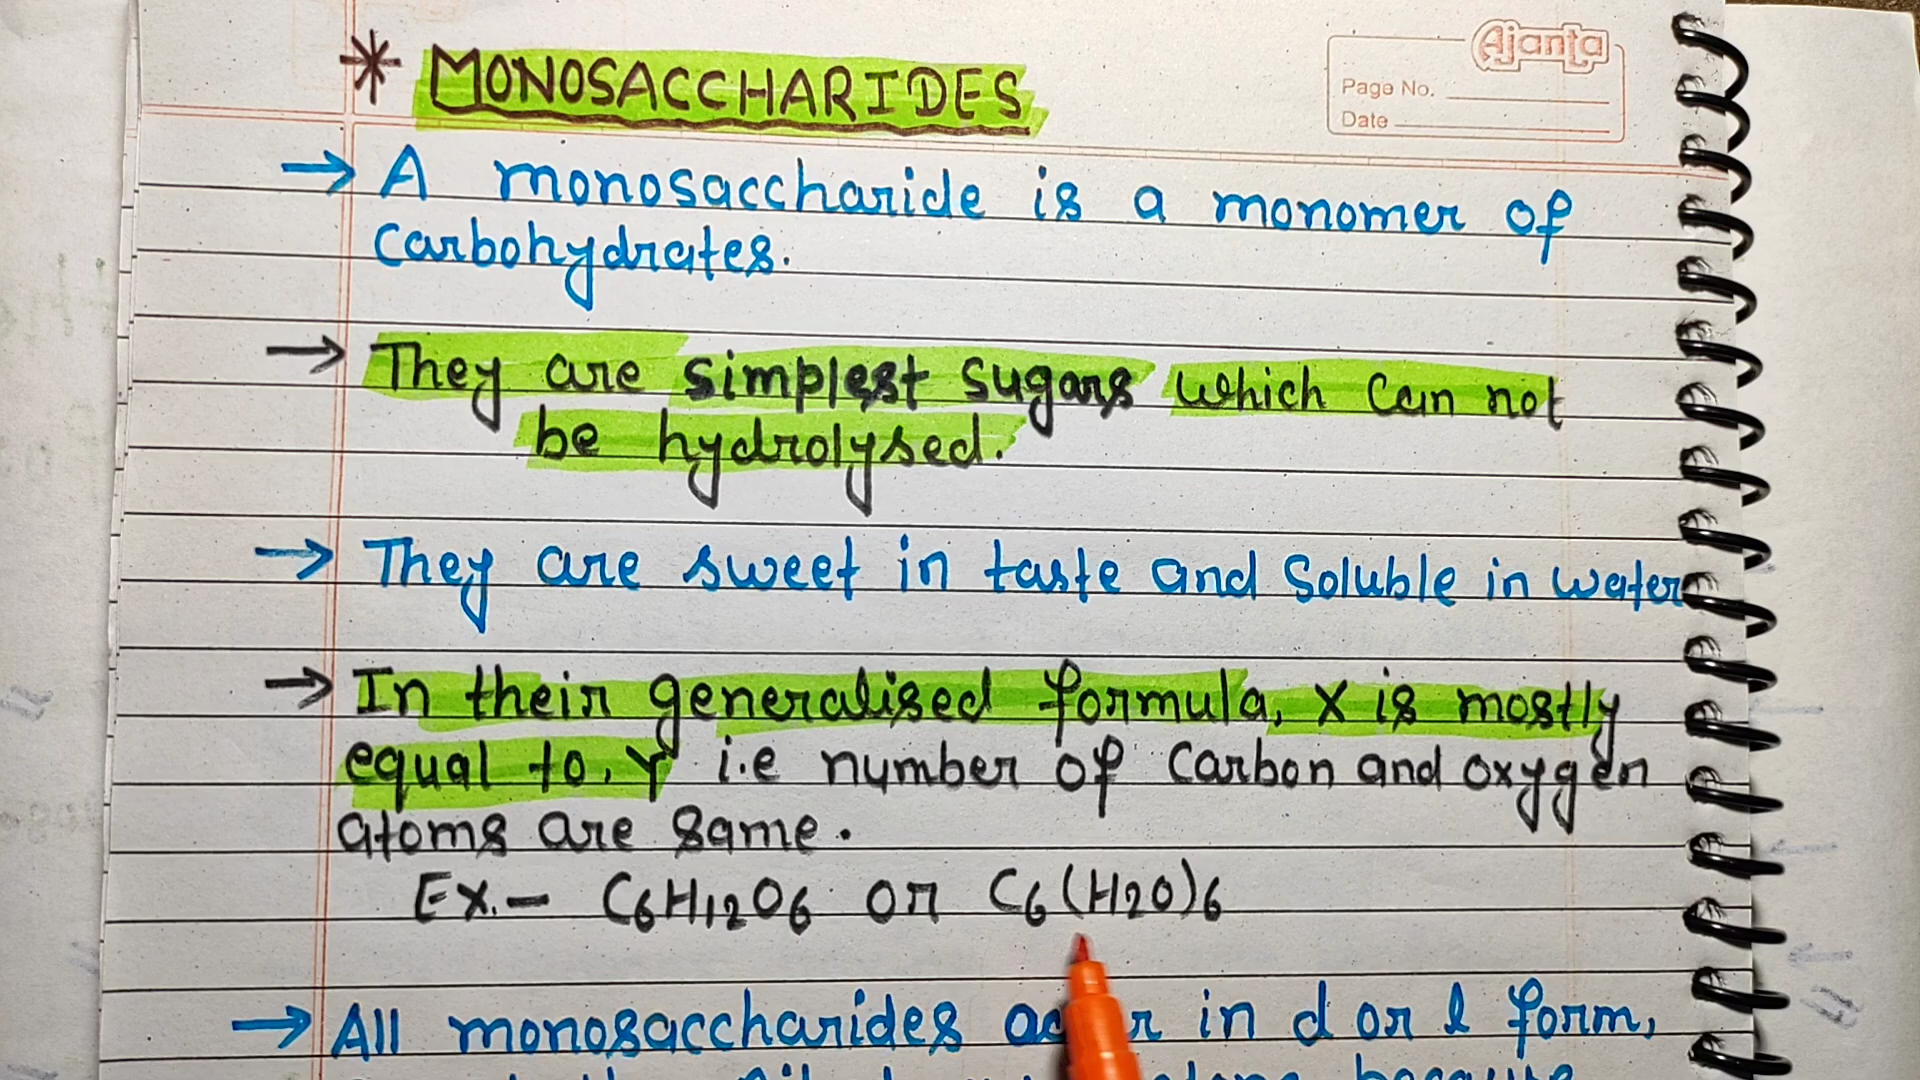 Ajanta
Page No.
Date
* MONOSACCHARIDES
→ A monosaccharide is a monomer of
carbohydrates.
→ They are simplest sugars which can not
be hydrolysed.
→ They are sweet in taste and soluble in water
→ In their generalised formula, X is mostly
equal to, Y i.e number of carbon and oxygen
atoms are same.
Ex.- C6H12O6 or C6(H2O)6
→ All monosaccharides in d or l form,
because